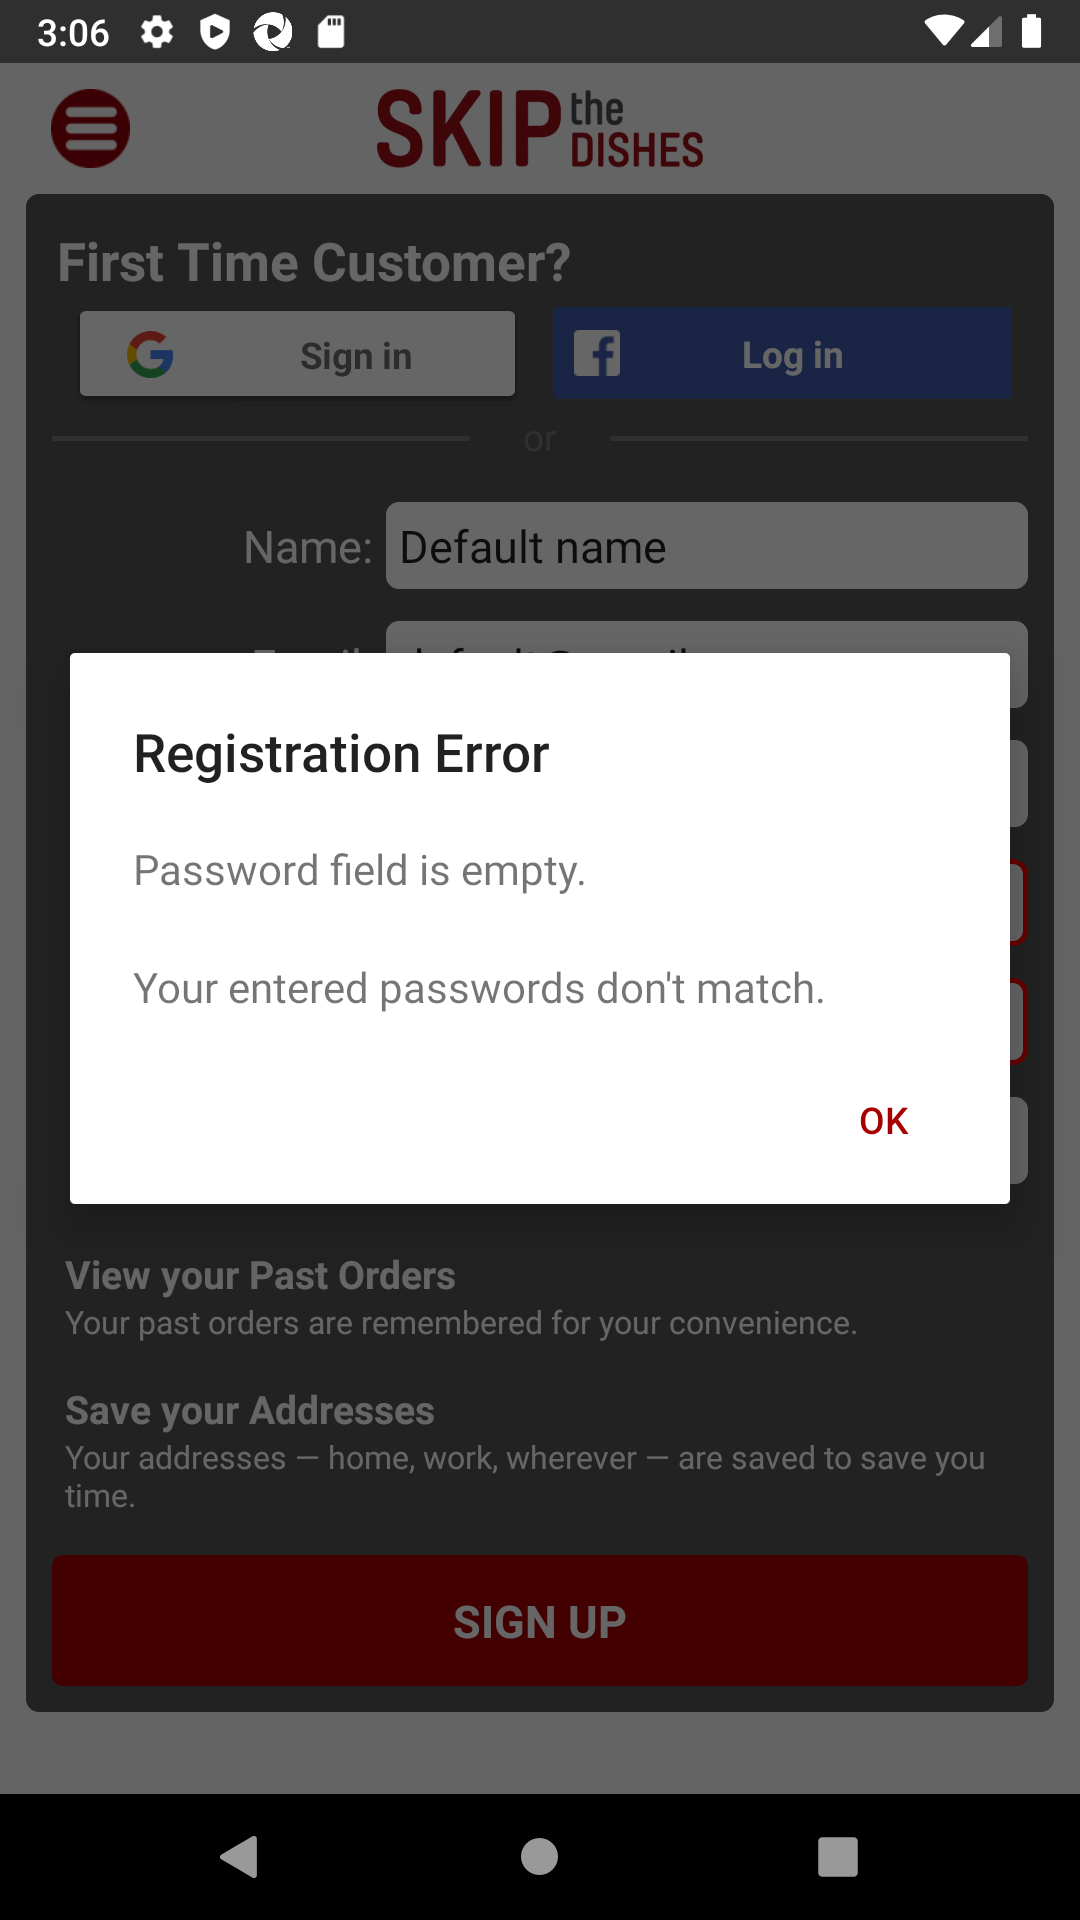 3:06
SKIP the DISHES
First Time Customer?
Sign in
Log in
or
Name: Default name
Registration Error
Password field is empty.
Your entered passwords don't match.
OK
View your Past Orders
Your past orders are remembered for your convenience.
Save your Addresses
Your addresses — home, work, wherever — are saved to save you
time.
SIGN UP